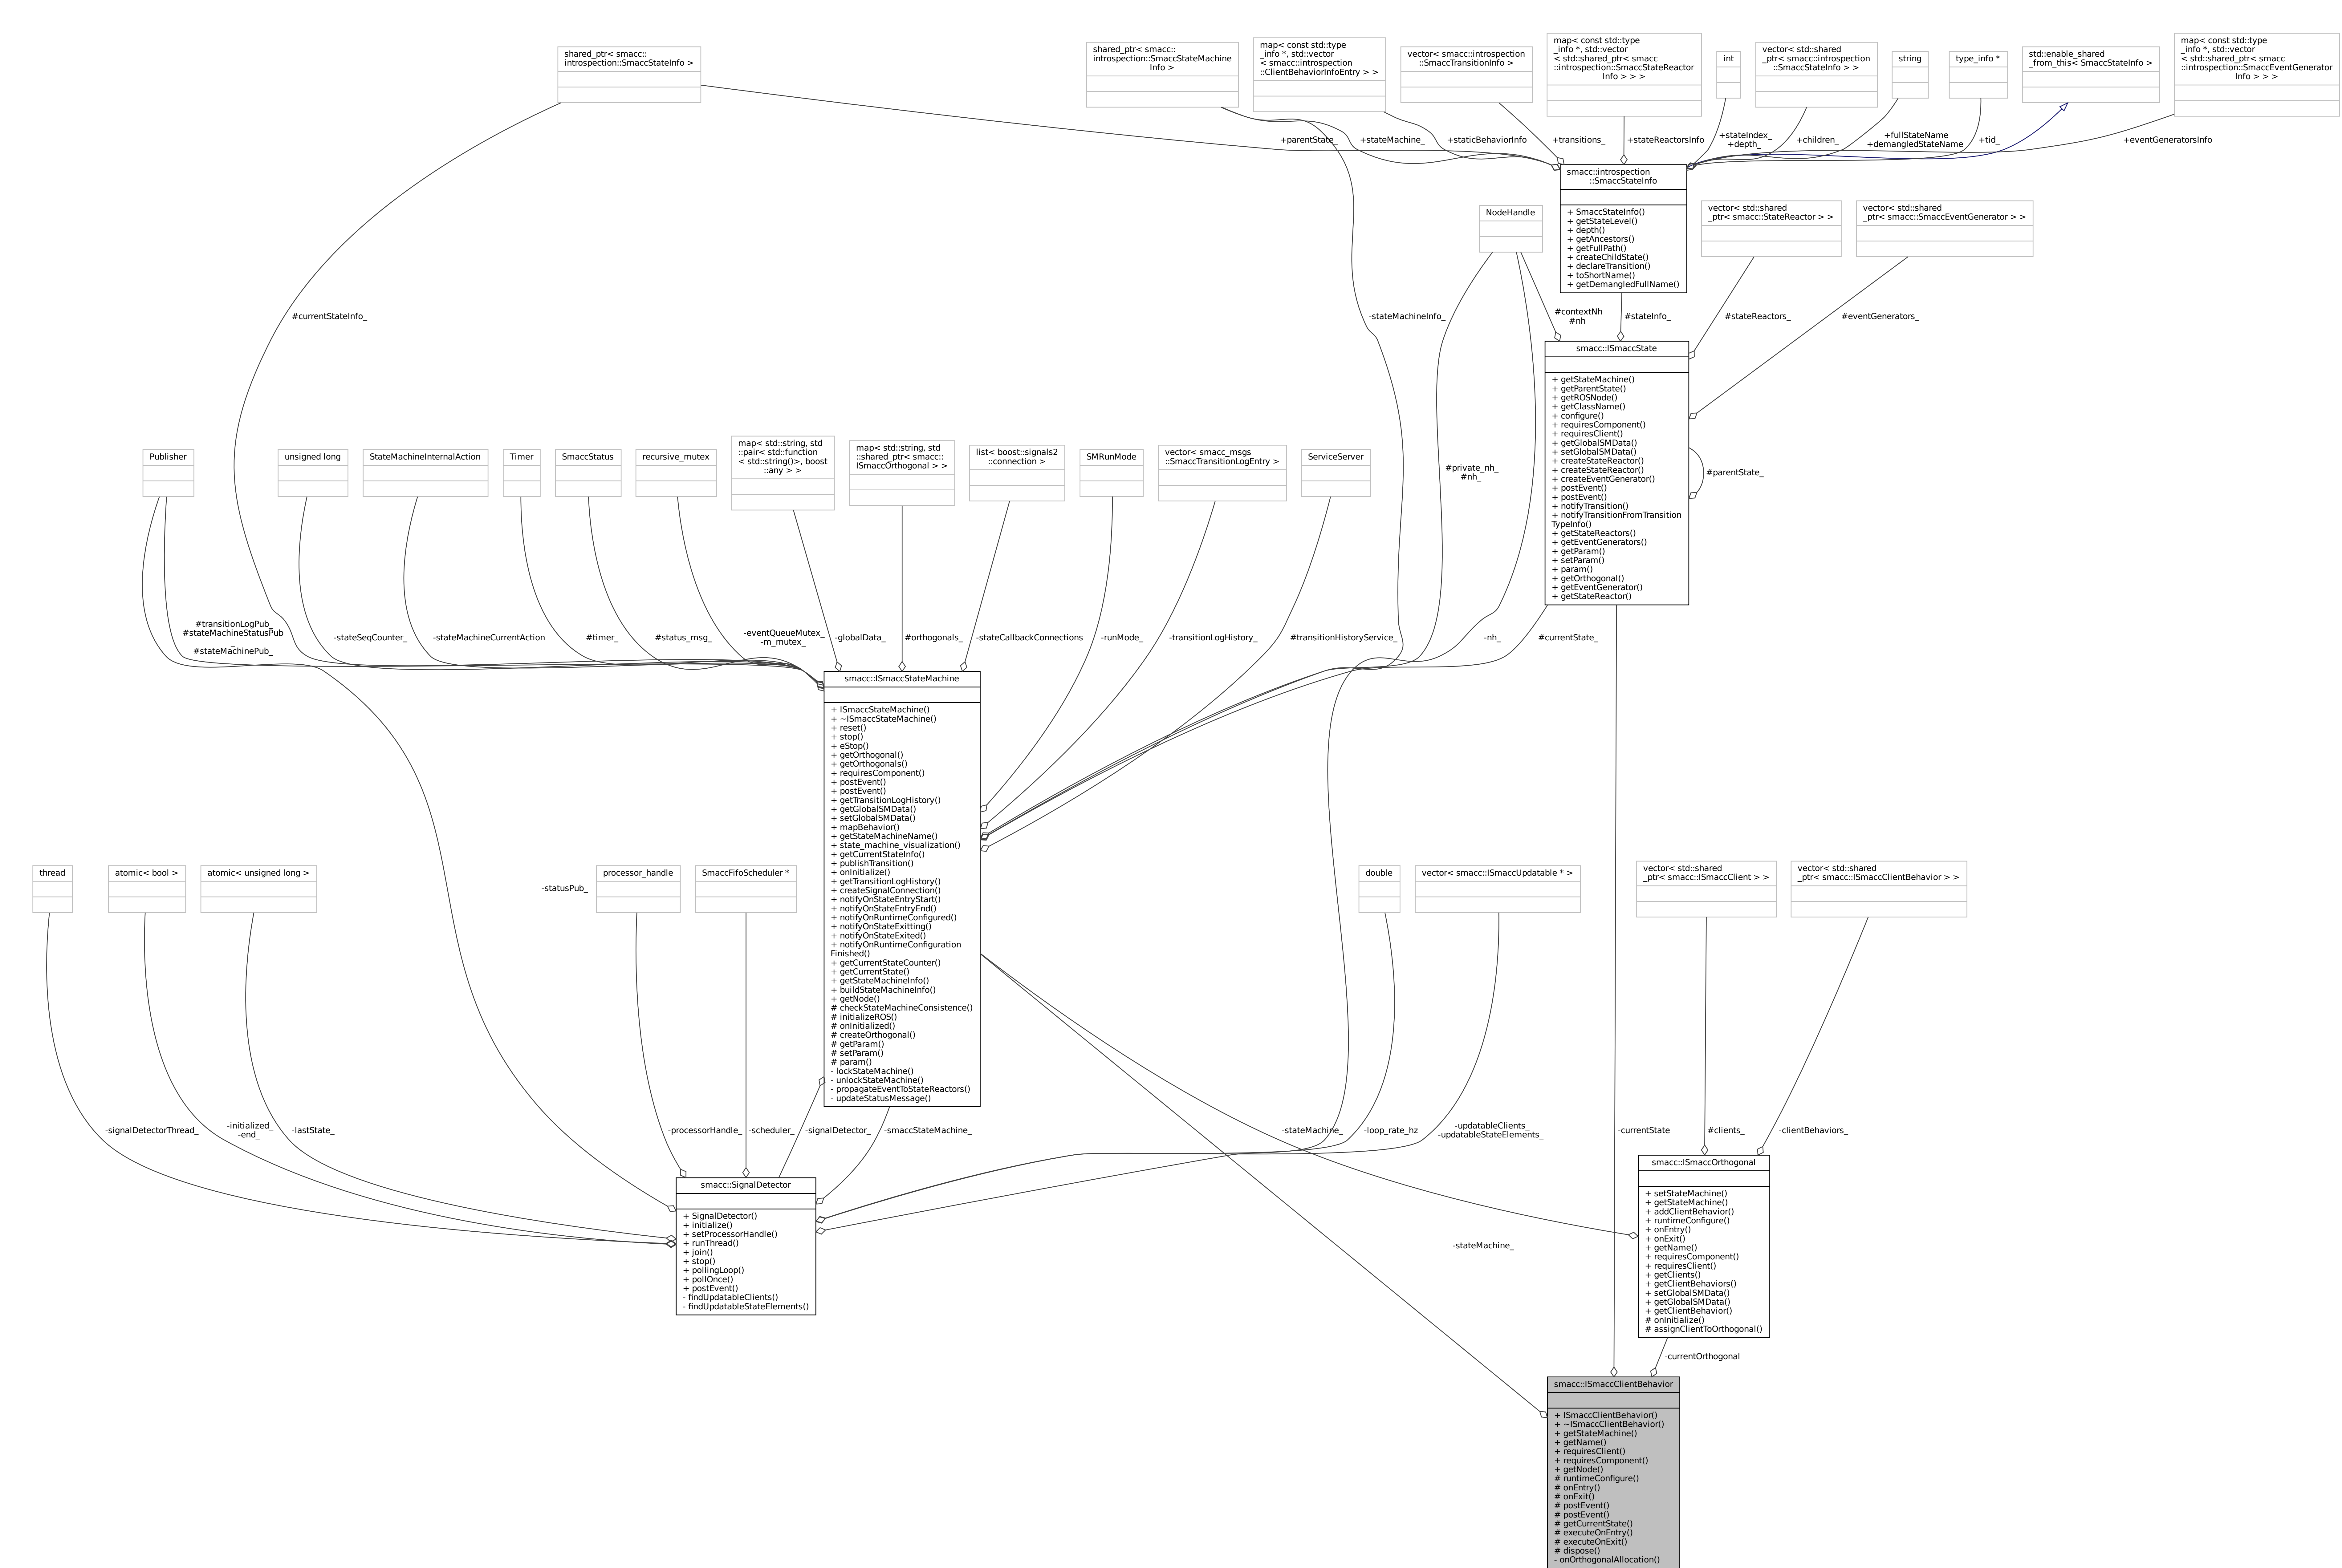 shared_ptr< smacc::
introspection::SmaccStateInfo >
shared_ptr< smacc::
introspection::SmaccStateMachine
Info >
map< const std::type
_info *, std::vector
< smacc::introspection
::ClientBehaviorInfoEntry > >
vector< smacc::introspection
::SmaccTransitionInfo >
map< const std::type
_info *, std::vector
< std::shared_ptr< smacc
::introspection::SmaccStateReactor
Info > > >
int
vector< std::shared
_ptr< smacc::introspection
::SmaccStateInfo > >
string
type_info *
std::enable_shared
_from_this< SmaccStateInfo >
map< const std::type
_info *, std::vector
< std::shared_ptr< smacc
::introspection::SmaccEventGenerator
Info > > >
+parentState_
+stateMachine_
+staticBehaviorInfo
+transitions_
+stateReactorsInfo
+stateIndex_
+depth_
+children_
+fullStateName
+demangledStateName
+tid_
+eventGeneratorsInfo
smacc::introspection
::SmaccStateInfo
+ SmaccStateInfo()
+ getStateLevel()
+ depth()
+ getAncestors()
+ getFullPath()
+ createChildState()
+ declareTransition()
+ toShortName()
+ getDemangledFullName()
NodeHandle
vector< std::shared
_ptr< smacc::StateReactor > >
vector< std::shared
_ptr< smacc::SmaccEventGenerator > >
#currentStateInfo_
-stateMachineInfo_
#contextNh
#nh
#stateInfo_
#stateReactors_
#eventGenerators_
smacc::ISmaccState
+ getStateMachine()
+ getParentState()
+ getROSNode()
+ getClassName()
+ configure()
+ requiresComponent()
+ requiresClient()
+ getGlobalSMData()
+ setGlobalSMData()
+ createStateReactor()
+ createStateReactor()
+ createEventGenerator()
+ postEvent()
+ postEvent()
+ notifyTransition()
+ notifyTransitionFromTransition
TypeInfo()
+ getStateReactors()
+ getEventGenerators()
+ getParam()
+ setParam()
+ param()
+ getOrthogonal()
+ getEventGenerator()
+ getStateReactor()
#parentState_
#private_nh_
#nh_
Publisher
unsigned long
StateMachineInternalAction
Timer
SmaccStatus
recursive_mutex
map< std::string, std
::pair< std::function
< std::string()>, boost
::any > >
map< std::string, std
::shared_ptr< smacc::
ISmaccOrthogonal > >
list< boost::signals2
::connection >
SMRunMode
vector< smacc_msgs
::SmaccTransitionLogEntry >
ServiceServer
#transitionLogPub_
#stateMachineStatusPub
_
#stateMachinePub_
-stateSeqCounter_
-stateMachineCurrentAction
#timer_
#status_msg_
-eventQueueMutex_
-m_mutex_
-globalData_
#orthogonals_
-stateCallbackConnections
-runMode_
-transitionLogHistory_
#transitionHistoryService_
-nh_
#currentState_
smacc::ISmaccStateMachine
+ ISmaccStateMachine()
+ ~ISmaccStateMachine()
+ reset()
+ stop()
+ eStop()
+ getOrthogonal()
+ getOrthogonals()
+ requiresComponent()
+ postEvent()
+ postEvent()
+ getTransitionLogHistory()
+ getGlobalSMData()
+ setGlobalSMData()
+ mapBehavior()
+ getStateMachineName()
+ state_machine_visualization()
+ getCurrentStateInfo()
+ publishTransition()
+ onInitialize()
+ getTransitionLogHistory()
+ createSignalConnection()
+ notifyOnStateEntryStart()
+ notifyOnStateEntryEnd()
+ notifyOnRuntimeConfigured()
+ notifyOnStateExitting()
+ notifyOnStateExited()
+ notifyOnRuntimeConfiguration
Finished()
+ getCurrentStateCounter()
+ getCurrentState()
+ getStateMachineInfo()
+ buildStateMachineInfo()
+ getNode()
# checkStateMachineConsistence()
# initializeROS()
# onInitialized()
# createOrthogonal()
# getParam()
# setParam()
# param()
- lockStateMachine()
- unlockStateMachine()
- propagateEventToStateReactors()
- updateStatusMessage()
thread
atomic< bool >
atomic< unsigned long >
-statusPub_
processor_handle
SmaccFifoScheduler *
double
vector< smacc::ISmaccUpdatable * >
vector< std::shared
_ptr< smacc::ISmaccClient > >
vector< std::shared
_ptr< smacc::ISmaccClientBehavior > >
-signalDetectorThread_
-initialized_
-end_
-lastState_
-processorHandle_
-scheduler_
-signalDetector_
-smaccStateMachine_
-stateMachine_
-loop_rate_hz
-updatableClients_
-updatableStateElements_
-currentState
#clients_
-clientBehaviors_
smacc::SignalDetector
+ SignalDetector()
+ initialize()
+ setProcessorHandle()
+ runThread()
+ join()
+ stop()
+ pollingLoop()
+ pollOnce()
+ postEvent()
- findUpdatableClients()
- findUpdatableStateElements()
-stateMachine_
smacc::ISmaccOrthogonal
+ setStateMachine()
+ getStateMachine()
+ addClientBehavior()
+ runtimeConfigure()
+ onEntry()
+ onExit()
+ getName()
+ requiresComponent()
+ requiresClient()
+ getClients()
+ getClientBehaviors()
+ setGlobalSMData()
+ getGlobalSMData()
+ getClientBehavior()
# onInitialize()
# assignClientToOrthogonal()
-currentOrthogonal
smacc::ISmaccClientBehavior
+ ISmaccClientBehavior()
+ ~ISmaccClientBehavior()
+ getStateMachine()
+ getName()
+ requiresClient()
+ requiresComponent()
+ getNode()
# runtimeConfigure()
# onEntry()
# onExit()
# postEvent()
# postEvent()
# getCurrentState()
# executeOnEntry()
# executeOnExit()
# dispose()
- onOrthogonalAllocation()